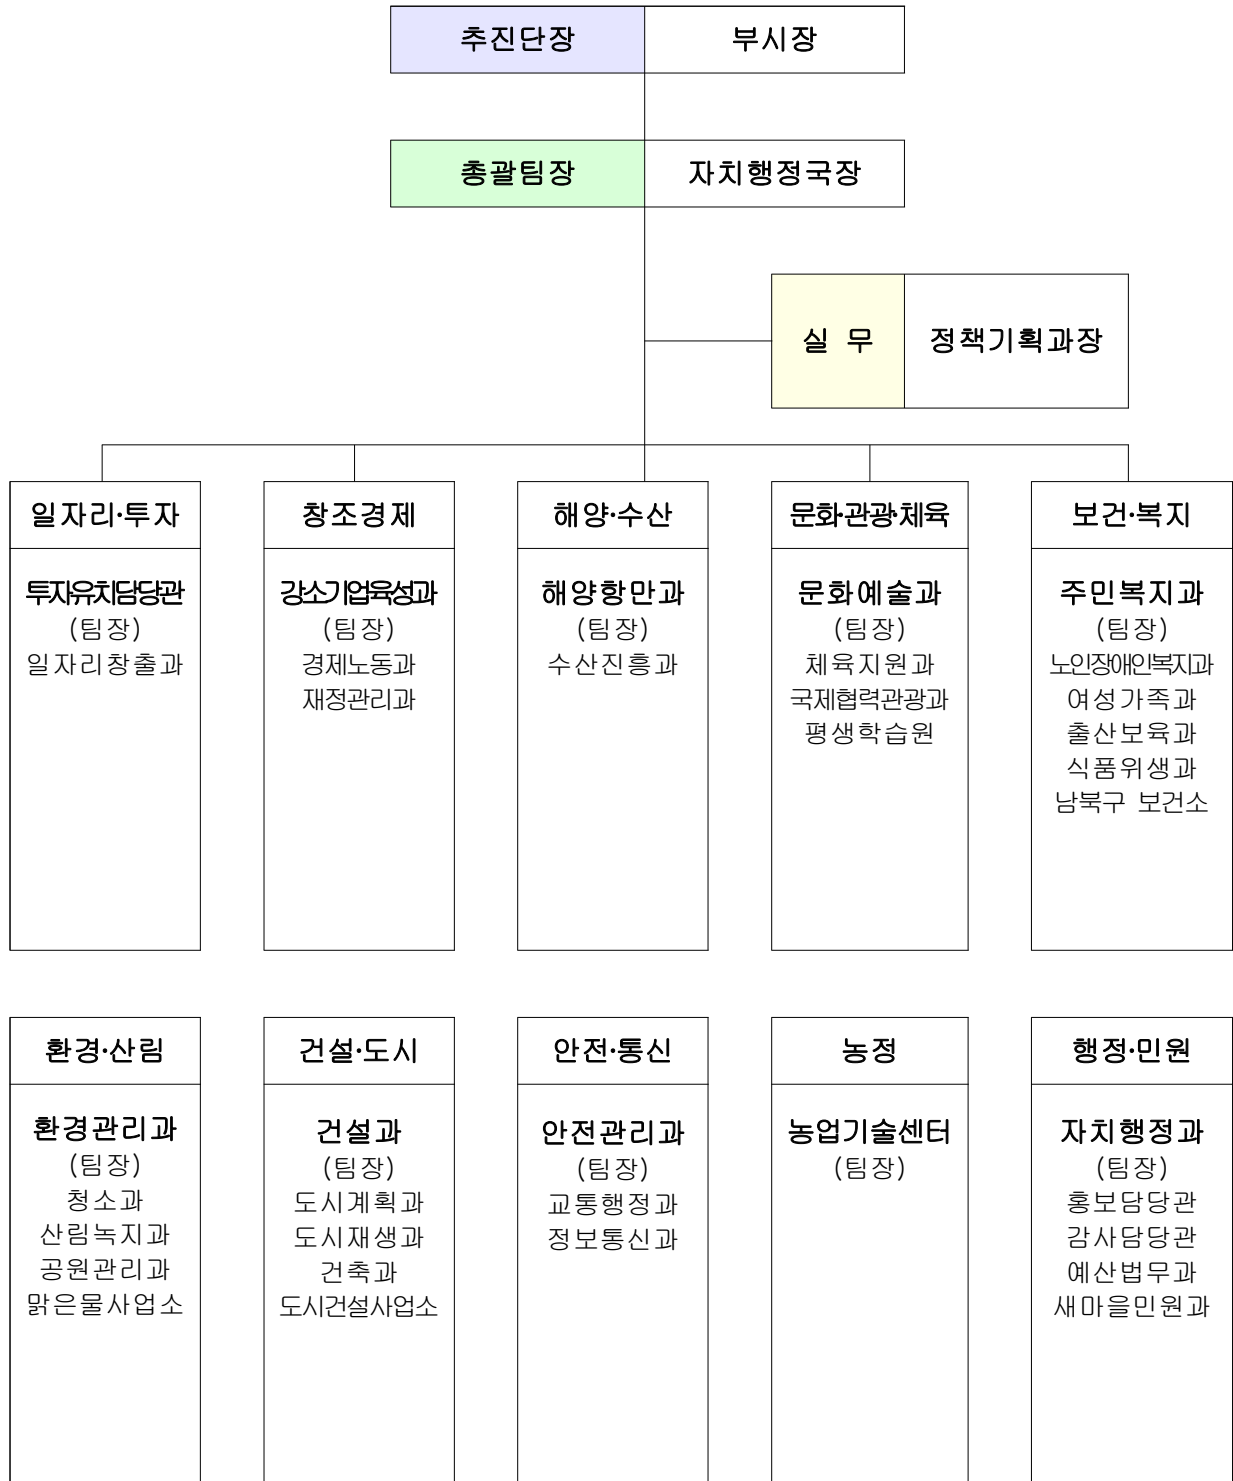 추진단장 부시장
총괄팀장 자치행정국장
실 무 정책기획과장
일자리·투자
투자유치담당관
(팀장)
일자리창출과
창조경제
강소기업육성과
(팀장)
경제노동과
재정관리과
해양·수산
해양항만과
(팀장)
수산진흥과
문화·관광·체육
문화예술과
(팀장)
체육지원과
국제협력관광과
평생학습원
보건·복지
주민복지과
(팀장)
노인장애인복지과
여성가족과
출산보육과
식품위생과
남북구 보건소
환경·산림
환경관리과
(팀장)
청소과
산림녹지과
공원관리과
맑은물사업소
건설·도시
건설과
(팀장)
도시계획과
도시재생과
건축과
도시건설사업소
안전·통신
안전관리과
(팀장)
교통행정과
정보통신과
농정
농업기술센터
(팀장)
행정·민원
자치행정과
(팀장)
홍보담당관
감사담당관
예산법무과
새마을민원과